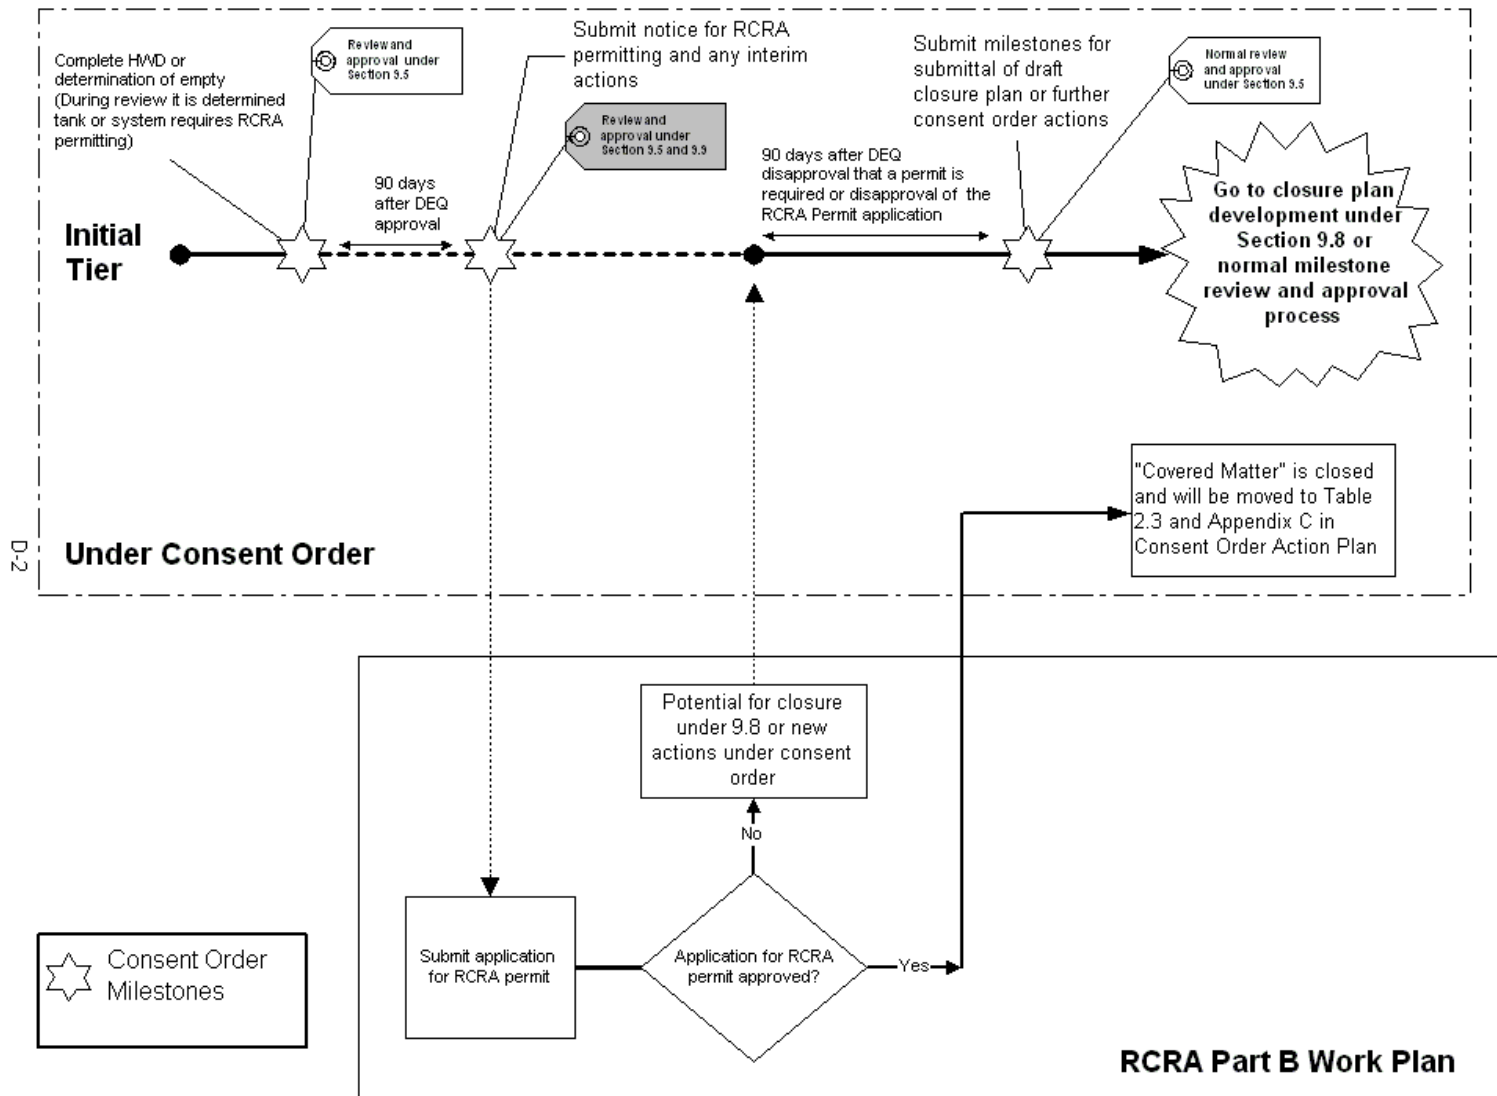 Complete HWD or
determination of empty
(During review it is determined
tank or system requires RCRA
permitting)
Review and
approval under
Section 9.5
Submit notice for RCRA
permitting and any interim
actions
Review and
approval under
Section 9.5 and 9.9
Submit milestones for
submittal of draft
closure plan or further
consent order actions
Normal review
and approval
under Section 9.5
90 days
after DEQ
approval
90 days after DEQ
disapproval that a permit is
required or disapproval of the
RCRA Permit application
Initial
Tier
Go to closure plan
development under
Section 9.8 or
normal milestone
review and approval
process
"Covered Matter" is closed
and will be moved to Table
2.3 and Appendix C in
Consent Order Action Plan
Under Consent Order
D-2
Potential for closure
under 9.8 or new
actions under consent
order
No
Submit application
for RCRA permit
Application for RCRA
permit approved?
Yes
Consent Order
Milestones
RCRA Part B Work Plan